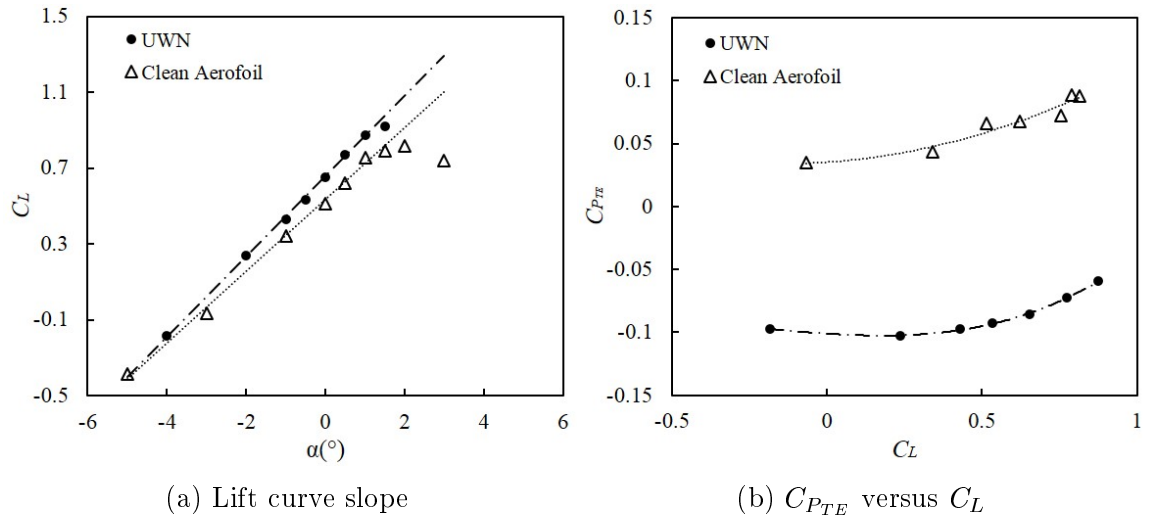 1.5
1.1
0.7
0.3
-0.1
-0.5
C_L
UWN
Clean Aerofoil
-6 -4 -2 0 2 4 6
α(°)
(a) Lift curve slope
0.15
0.1
0.05
0
-0.05
-0.1
-0.15
C_{P_{TE}}
UWN
Clean Aerofoil
-0.5 0 0.5 1
C_L
(b) C_{P_{TE}} versus C_L